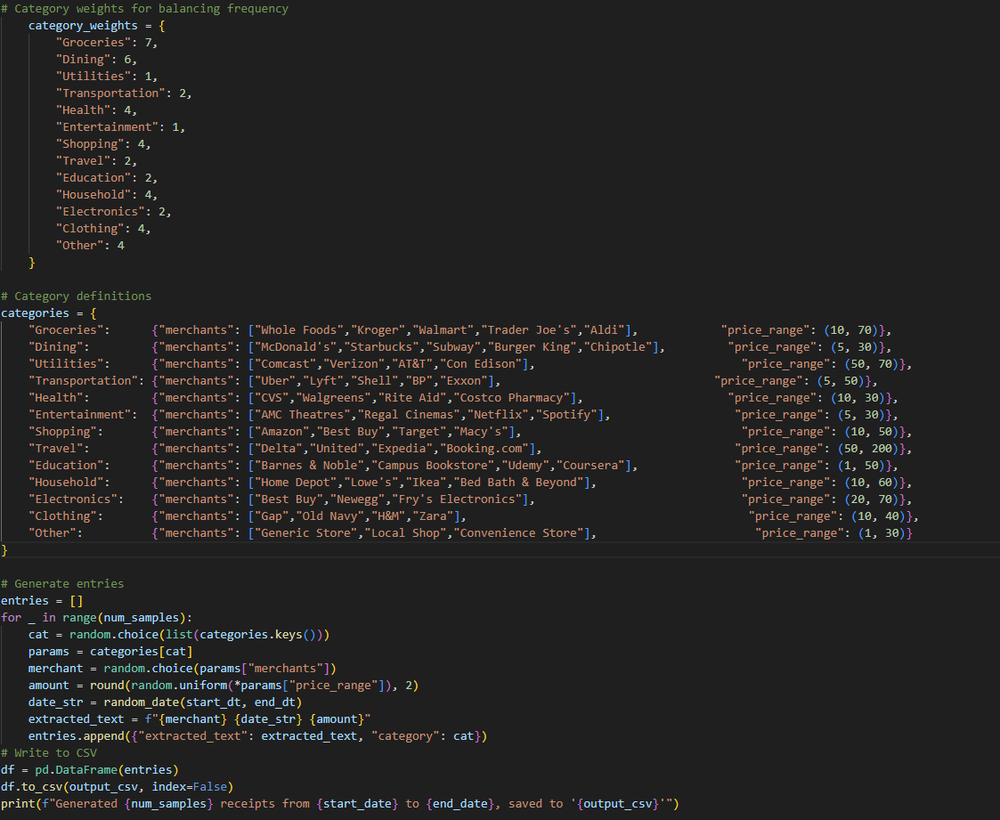 # Category weights for balancing frequency
    category_weights = {
        "Groceries": 7,
        "Dining": 6,
        "Utilities": 1,
        "Transportation": 2,
        "Health": 4,
        "Entertainment": 1,
        "Shopping": 4,
        "Travel": 2,
        "Education": 2,
        "Household": 4,
        "Electronics": 2,
        "Clothing": 4,
        "Other": 4
    }

# Category definitions
categories = {
    "Groceries":      {"merchants": ["Whole Foods","Kroger","Walmart","Trader Joe's","Aldi"],            "price_range": (10, 70)},
    "Dining":         {"merchants": ["McDonald's","Starbucks","Subway","Burger King","Chipotle"],         "price_range": (5, 30)},
    "Utilities":      {"merchants": ["Comcast","Verizon","AT&T","Con Edison"],                              "price_range": (50, 70)},
    "Transportation": {"merchants": ["Uber","Lyft","Shell","BP","Exxon"],                               "price_range": (5, 50)},
    "Health":         {"merchants": ["CVS","Walgreens","Rite Aid","Costco Pharmacy"],                     "price_range": (10, 30)},
    "Entertainment":  {"merchants": ["AMC Theatres","Regal Cinemas","Netflix","Spotify"],                  "price_range": (5, 30)},
    "Shopping":       {"merchants": ["Amazon","Best Buy","Target","Macy's"],                                "price_range": (10, 50)},
    "Travel":         {"merchants": ["Delta","United","Expedia","Booking.com"],                            "price_range": (50, 200)},
    "Education":      {"merchants": ["Barnes & Noble","Campus Bookstore","Udemy","Coursera"],              "price_range": (1, 50)},
    "Household":      {"merchants": ["Home Depot","Lowe's","Ikea","Bed Bath & Beyond"],                     "price_range": (10, 60)},
    "Electronics":    {"merchants": ["Best Buy","Newegg","Fry's Electronics"],                              "price_range": (20, 70)},
    "Clothing":       {"merchants": ["Gap","Old Navy","H&M","Zara"],                                         "price_range": (10, 40)},
    "Other":          {"merchants": ["Generic Store","Local Shop","Convenience Store"],                       "price_range": (1, 30)}
}

# Generate entries
entries = []
for _ in range(num_samples):
    cat = random.choice(list(categories.keys()))
    params = categories[cat]
    merchant = random.choice(params["merchants"])
    amount = round(random.uniform(*params["price_range"]), 2)
    date_str = random_date(start_dt, end_dt)
    extracted_text = f"{merchant} {date_str} {amount}"
    entries.append({"extracted_text": extracted_text, "category": cat})
# Write to CSV
df = pd.DataFrame(entries)
df.to_csv(output_csv, index=False)
print(f"Generated {num_samples} receipts from {start_date} to {end_date}, saved to '{output_csv}'")